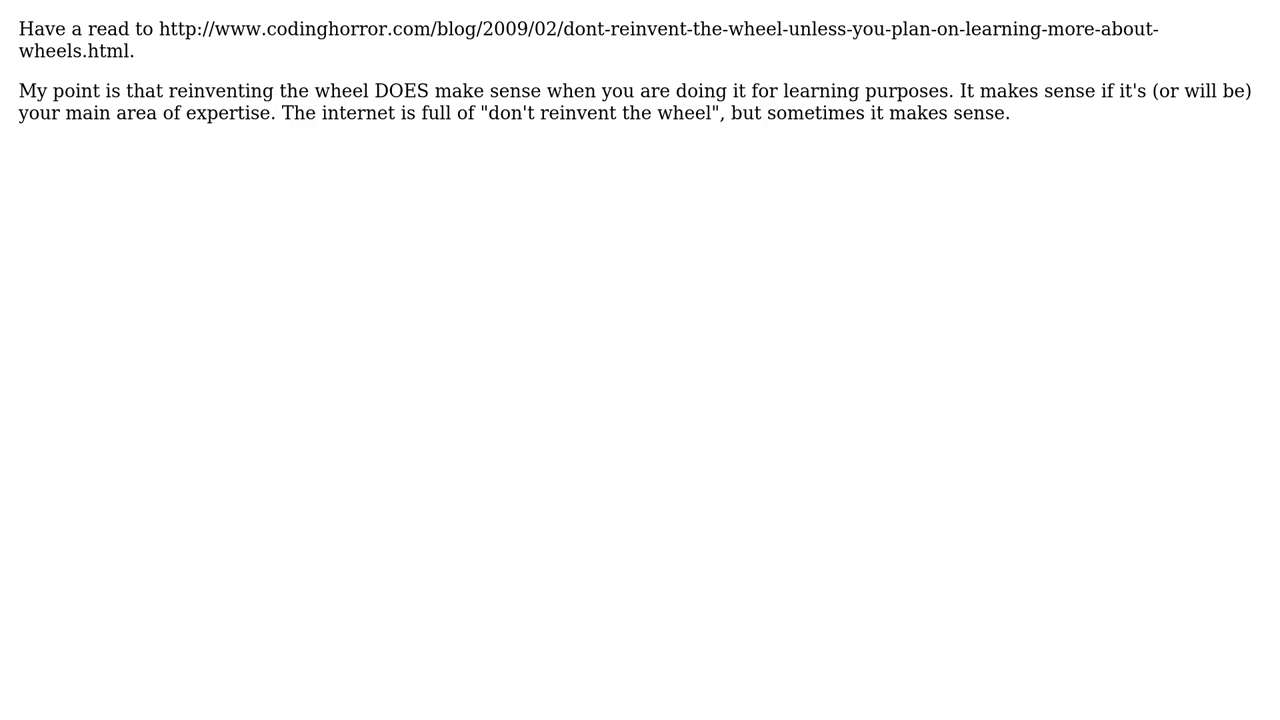 Have a read to http://www.codinghorror.com/blog/2009/02/dont-reinvent-the-wheel-unless-you-plan-on-learning-more-about-
wheels.html.
My point is that reinventing the wheel DOES make sense when you are doing it for learning purposes. It makes sense if it's (or will be)
your main area of expertise. The internet is full of "don't reinvent the wheel", but sometimes it makes sense.